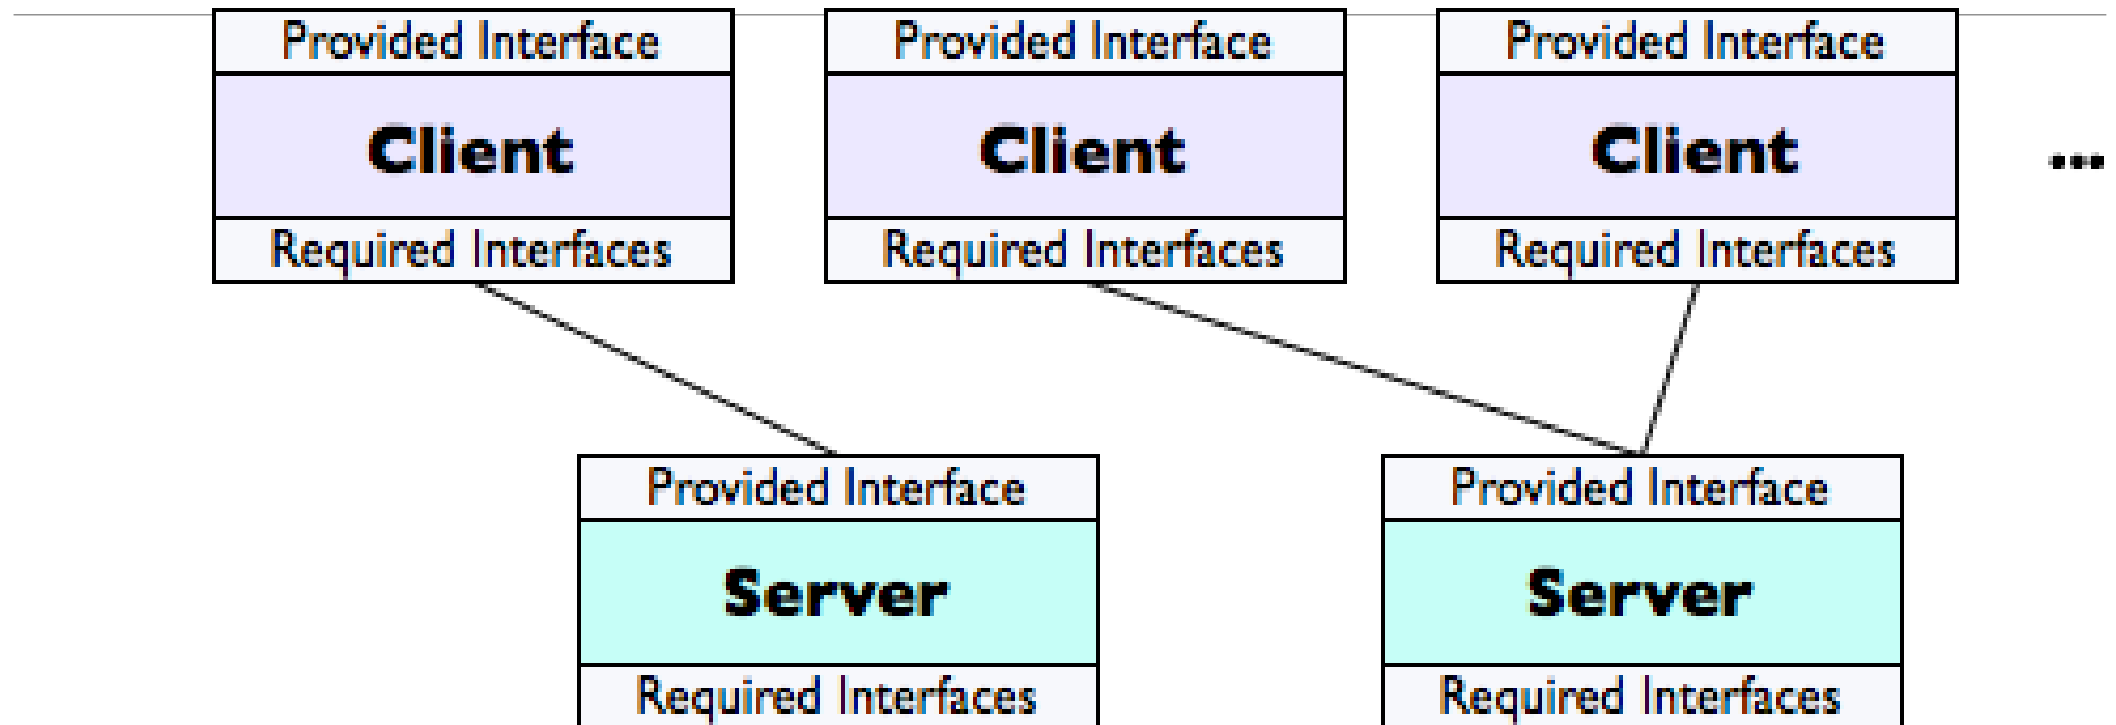 Provided Interface Provided Interface Provided Interface
Client Client Client ...
Required Interfaces Required Interfaces Required Interfaces
Provided Interface Provided Interface
Server Server
Required Interfaces Required Interfaces